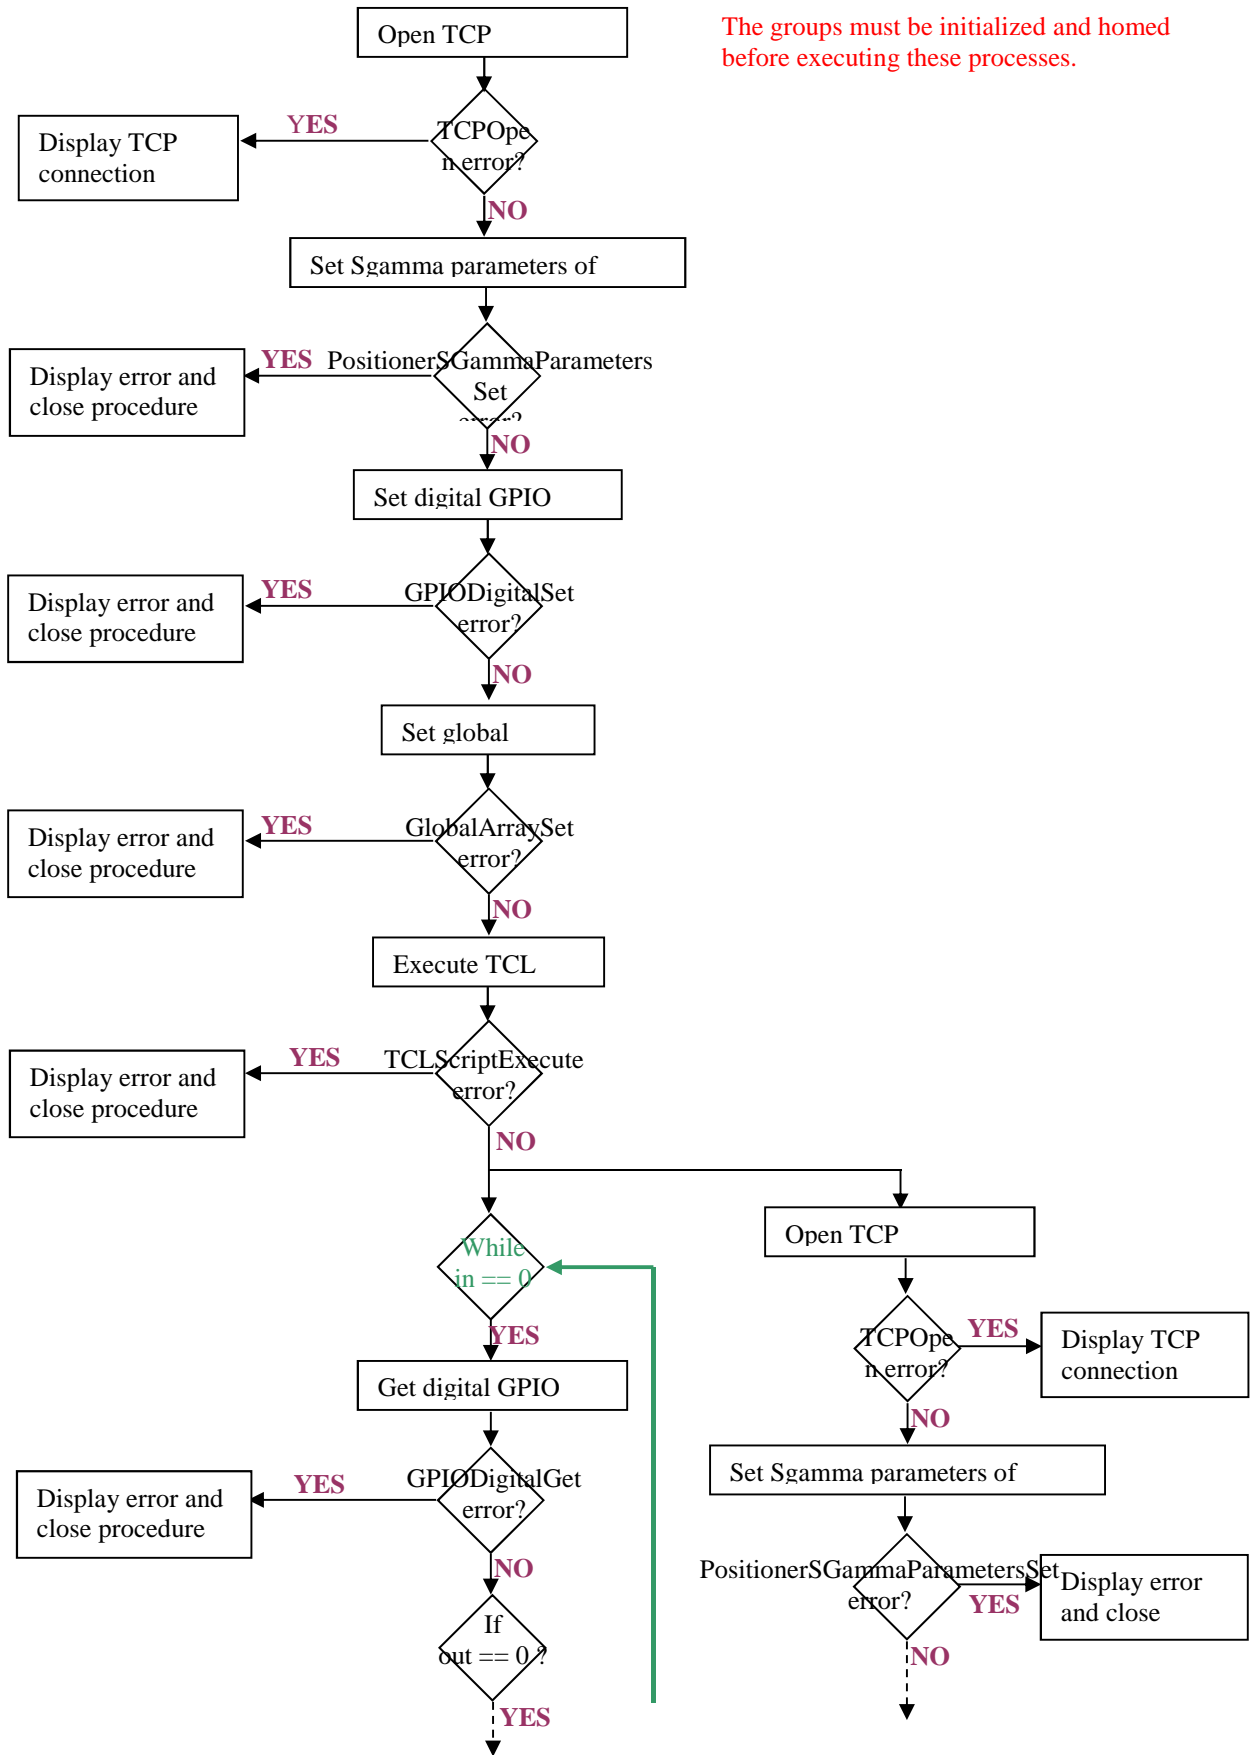 Open TCP
The groups must be initialized and homed
before executing these processes.
YES
TCPOpe
n error?
Display TCP
connection
NO
Set Sgamma parameters of
YES
PositionerSGammaParameters
Set
error?
Display error and
close procedure
NO
Set digital GPIO
YES
GPIODigitalSet
error?
Display error and
close procedure
NO
Set global
YES
GlobalArraySet
error?
Display error and
close procedure
NO
Execute TCL
YES
TCLScriptExecute
error?
Display error and
close procedure
NO
While
in == 0
YES
Get digital GPIO
YES
GPIODigitalGet
error?
Display error and
close procedure
NO
If
out == 0 ?
YES
Open TCP
TCPOpe
n error?
YES
Display TCP
connection
NO
Set Sgamma parameters of
PositionerSGammaParametersSet
error?
YES
Display error
and close
NO